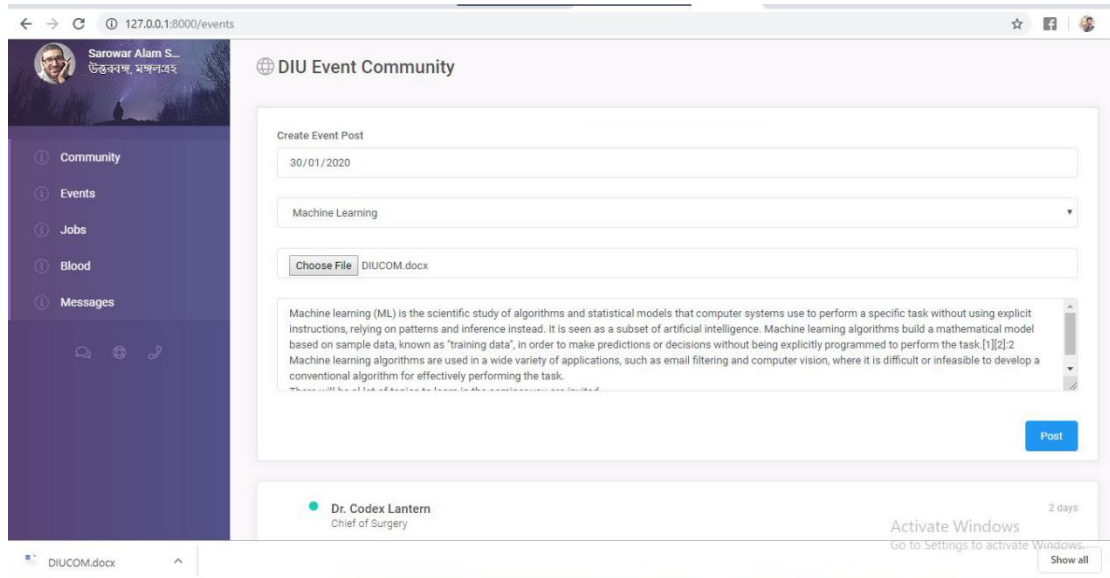 127.0.0.1:8000/events
Sarowar Alam S...
উত্তরবঙ্গ, মঙ্গলগ্রহ
DIU Event Community
Create Event Post
30/01/2020
Community
Machine Learning
Events
Jobs
Choose File DIUCOM.docx
Blood
Messages
Machine learning (ML) is the scientific study of algorithms and statistical models that computer systems use to perform a specific task without using explicit
instructions, relying on patterns and inference instead. It is seen as a subset of artificial intelligence. Machine learning algorithms build a mathematical model
based on sample data, known as "training data", in order to make predictions or decisions without being explicitly programmed to perform the task.[1][2]:2
Machine learning algorithms are used in a wide variety of applications, such as email filtering and computer vision, where it is difficult or infeasible to develop a
conventional algorithm for effectively performing the task.
Post
Dr. Codex Lantern
2 days
Chief of Surgery
Activate Windows
Go to Settings to activate Windows.
DIUCOM.docx
Show all